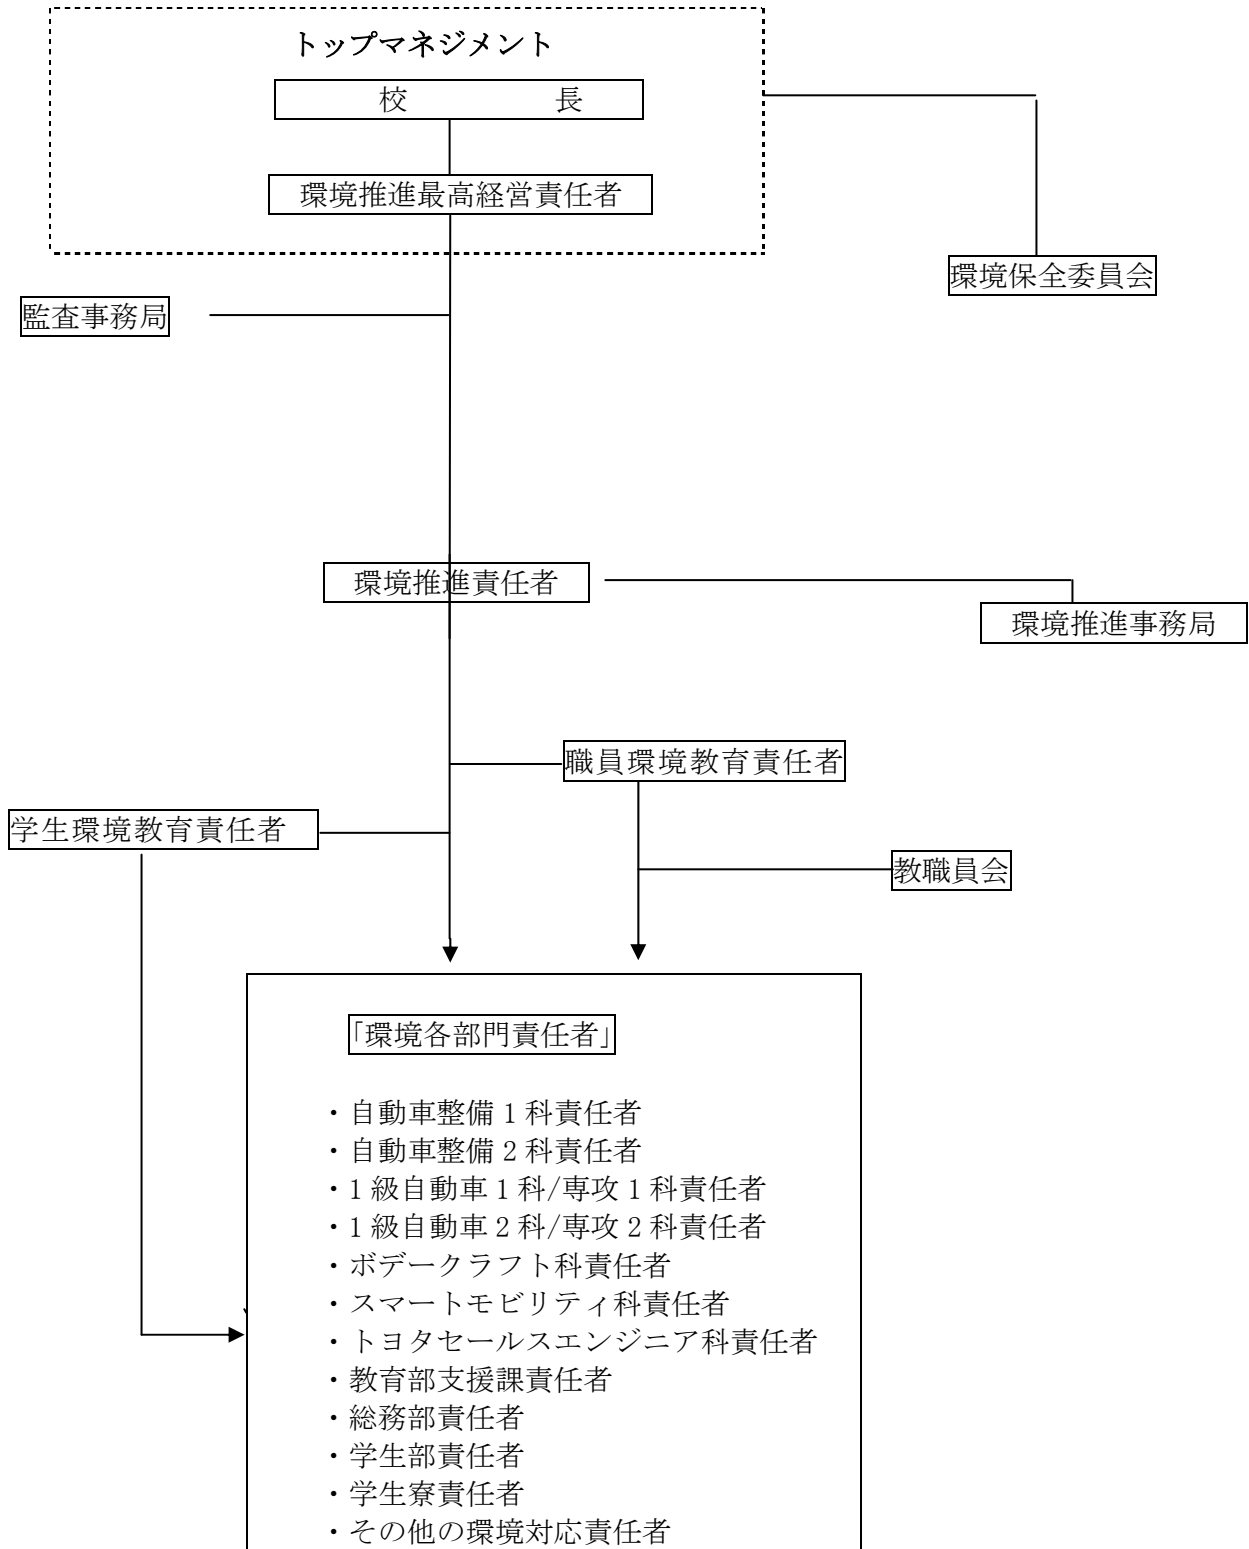 トップマネジメント
校　　　　　長
環境推進最高経営責任者
環境保全委員会
監査事務局
環境推進責任者
環境推進事務局
職員環境教育責任者
学生環境教育責任者
教職員会
「環境各部門責任者」
・自動車整備1科責任者
・自動車整備2科責任者
・1級自動車1科/専攻1科責任者
・1級自動車2科/専攻2科責任者
・ボデークラフト科責任者
・スマートモビリティ科責任者
・トヨタセールスエンジニア科責任者
・教育部支援課責任者
・総務部責任者
・学生部責任者
・学生寮責任者
・その他の環境対応責任者